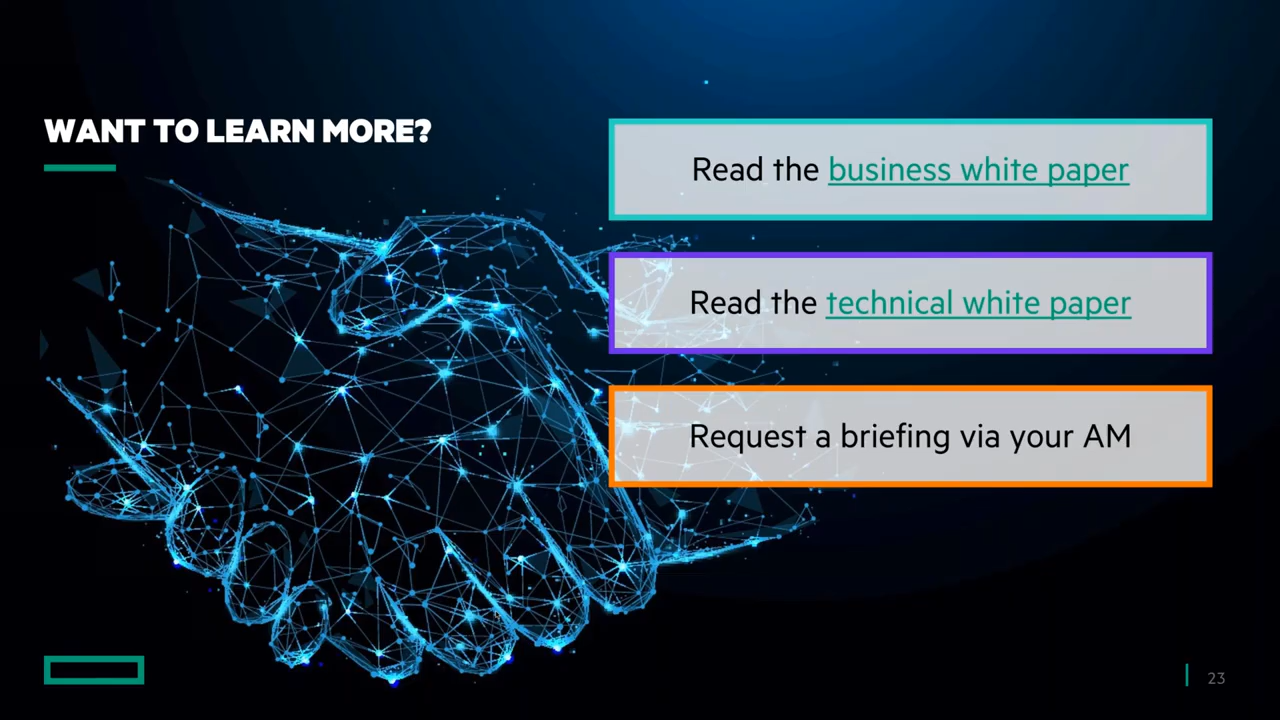 WANT TO LEARN MORE?
Read the business white paper
Read the technical white paper
Request a briefing via your AM
23